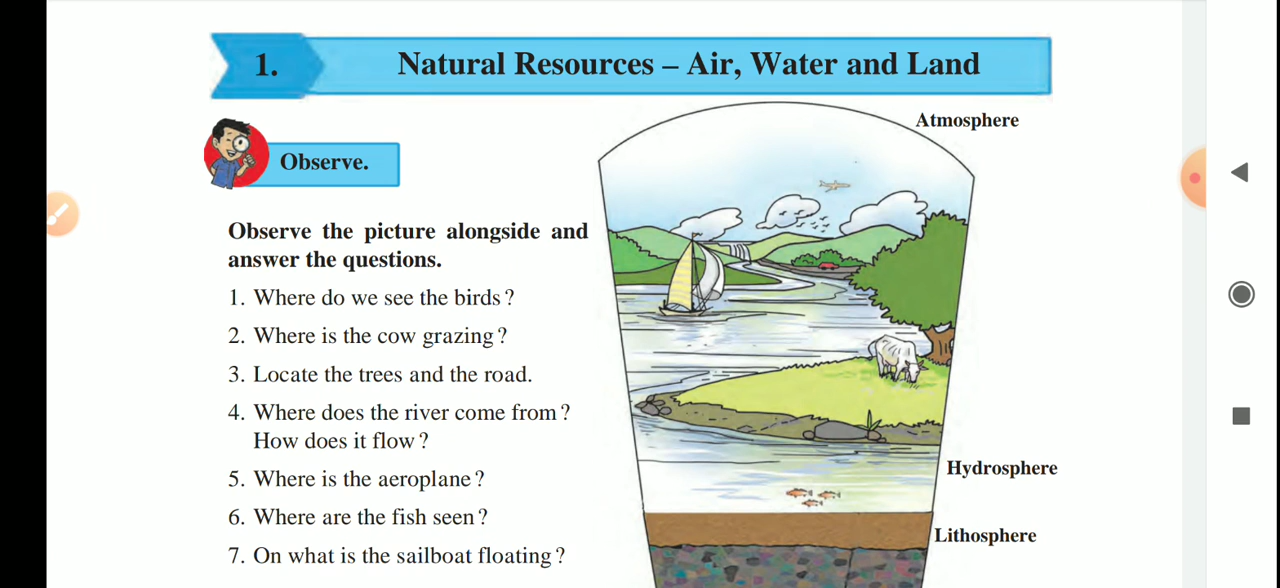 1. Natural Resources – Air, Water and Land
Observe.
Observe the picture alongside and
answer the questions.
1. Where do we see the birds ?
2. Where is the cow grazing ?
3. Locate the trees and the road.
4. Where does the river come from ?
How does it flow ?
5. Where is the aeroplane ?
6. Where are the fish seen ?
7. On what is the sailboat floating ?
Atmosphere
Hydrosphere
Lithosphere